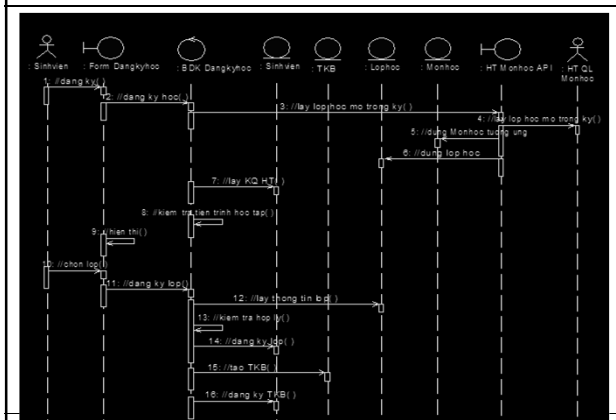 : Sinhvien : Form Dangkyhoc : BDK Dangkyhoc : Sinhvien : TKB : Lophoc : Monhoc : HT Monhoc API : HT QL Monhoc
1: //dang ky( )
2: //dang ky hoc( )
3: //lay lop hoc mo trong ky( )
4: //lay lop hoc mo trong ky( )
5: //dung Monhoc tuong ung
6: //dung lop hoc
7: //lay KQ HT( )
8: //kiem tra tien trinh hoc tap( )
9: //hien thi( )
10: //chon lop( )
11: //dang ky lop( )
12: //lay thong tin lop( )
13: //kiem tra hop ly( )
14: //dang ky lop( )
15: //tao TKB( )
16: //dang ky TKB( )